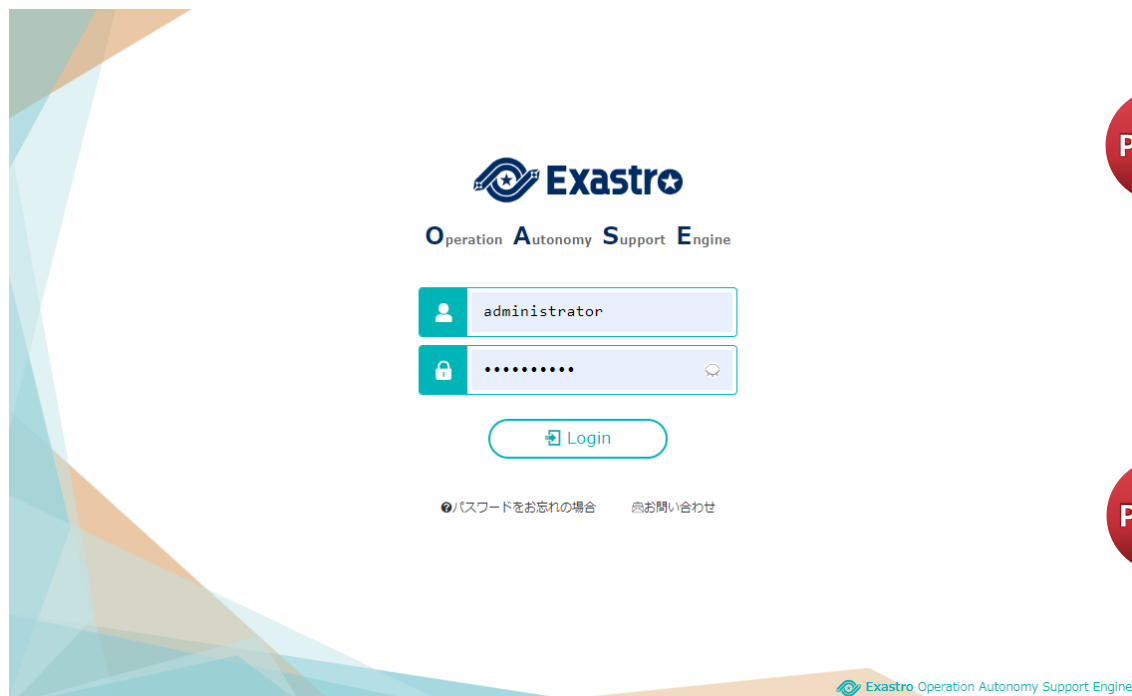 Exastro
Operation Autonomy Support Engine
administrator
Login
パスワードをお忘れの場合 お問い合わせ
P
P
Exastro Operation Autonomy Support Engine